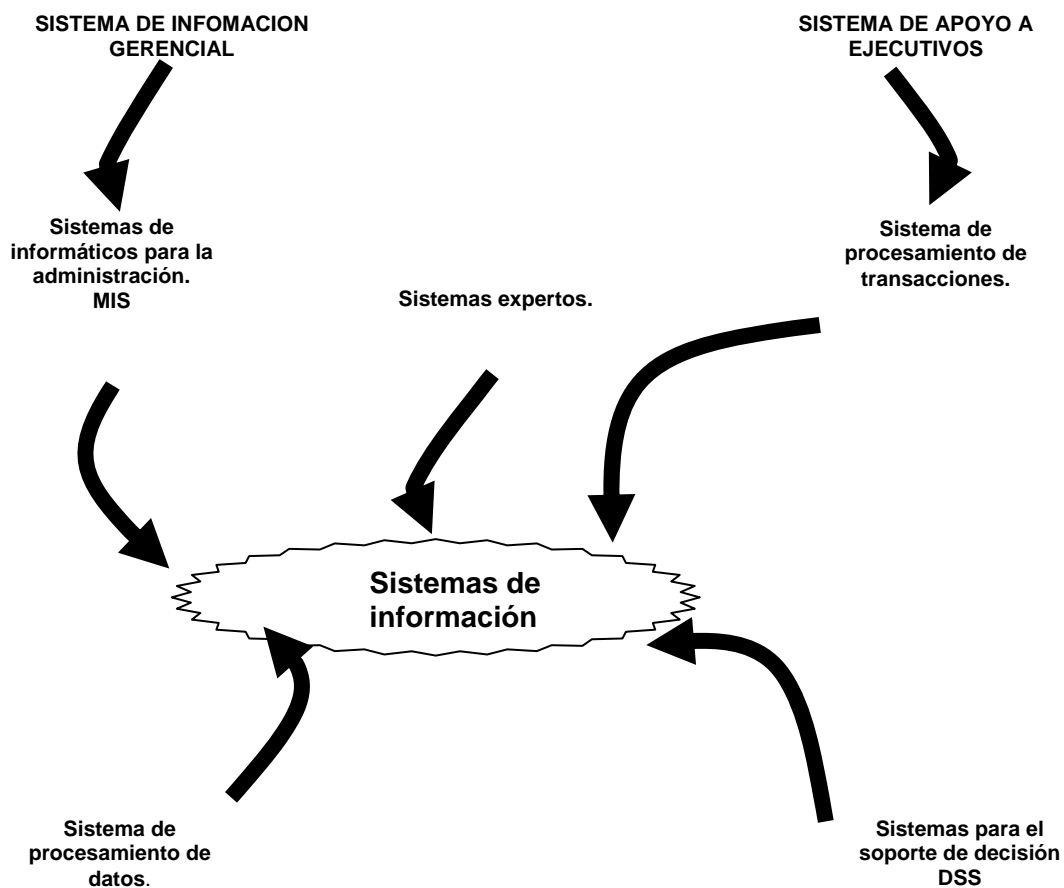 SISTEMA DE INFOMACION
GERENCIAL
SISTEMA DE APOYO A
EJECUTIVOS
Sistemas de
informáticos para la
administración.
MIS
Sistemas expertos.
Sistema de
procesamiento de
transacciones.
Sistemas de
información
Sistema de
procesamiento de
datos.
Sistemas para el
soporte de decisión
DSS